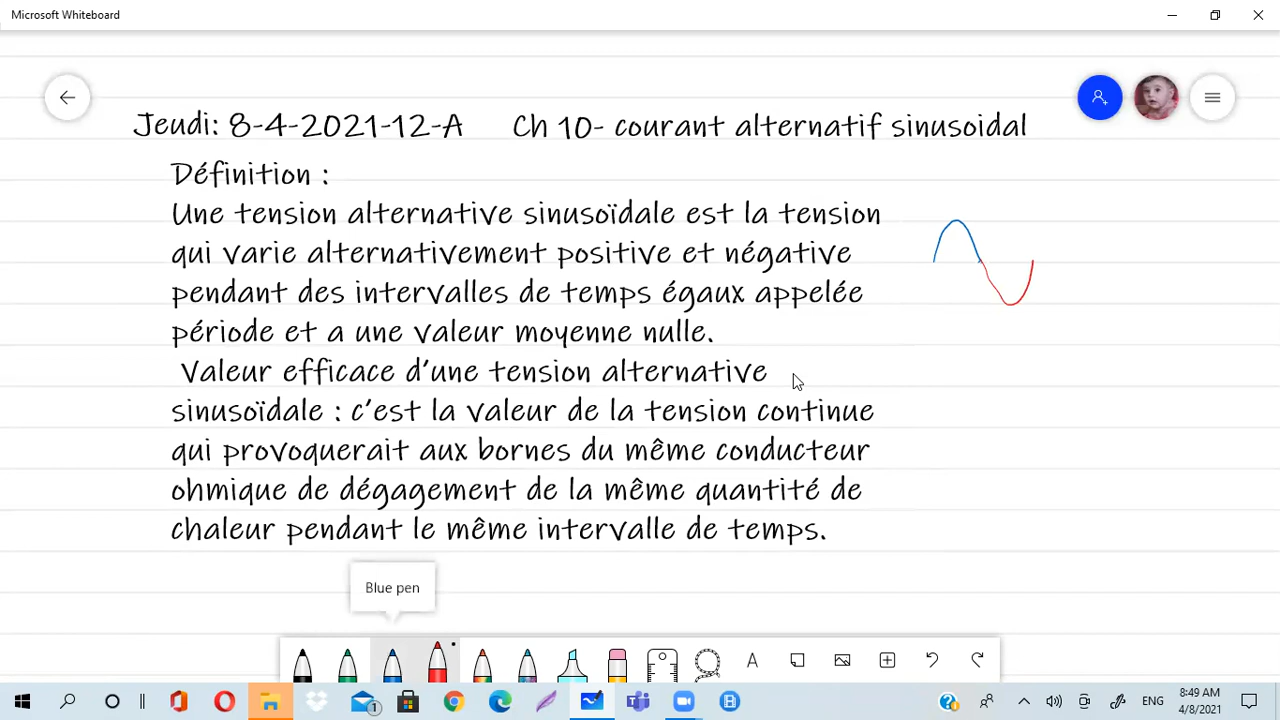 Microsoft Whiteboard
Jeudi: 8-4-2021-12-A Ch 10- courant alternatif sinusoidal
Définition :
Une tension alternative sinusoïdale est la tension
qui varie alternativement positive et négative
pendant des intervalles de temps égaux appelée
période et a une valeur moyenne nulle.
Valeur efficace d'une tension alternative
sinusoïdale : c'est la valeur de la tension continue
qui provoquerait aux bornes du même conducteur
ohmique de dégagement de la même quantité de
chaleur pendant le même intervalle de temps.
Blue pen
A
1
ENG
8:49 AM
4/8/2021